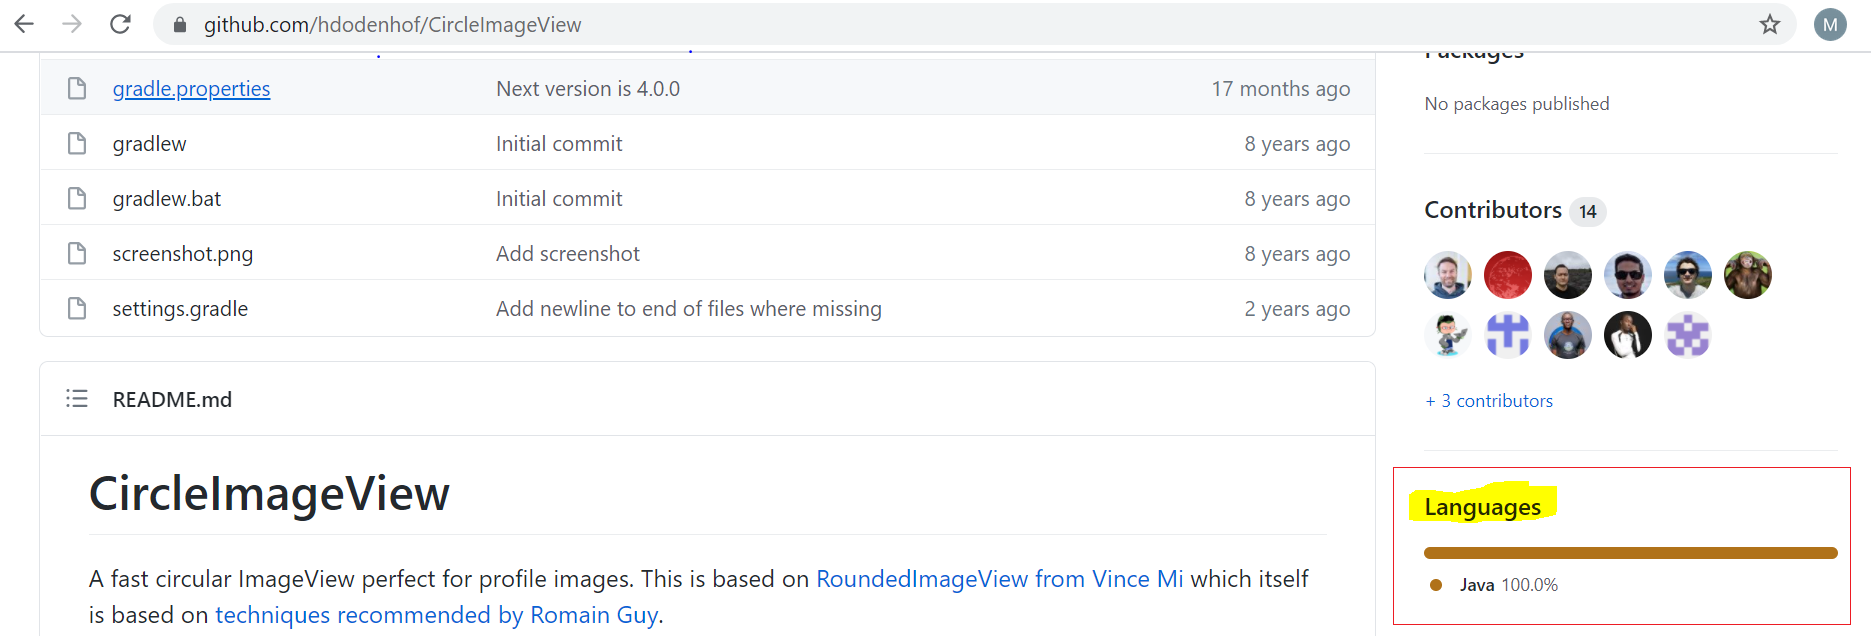 github.com/hdodenhof/CircleImageView
M
gradle.properties Next version is 4.0.0 17 months ago
gradlew Initial commit 8 years ago
gradlew.bat Initial commit 8 years ago
screenshot.png Add screenshot 8 years ago
settings.gradle Add newline to end of files where missing 2 years ago
README.md
CircleImageView
A fast circular ImageView perfect for profile images. This is based on RoundedImageView from Vince Mi which itself
is based on techniques recommended by Romain Guy.
Packages
No packages published
Contributors 14
+ 3 contributors
Languages
Java 100.0%